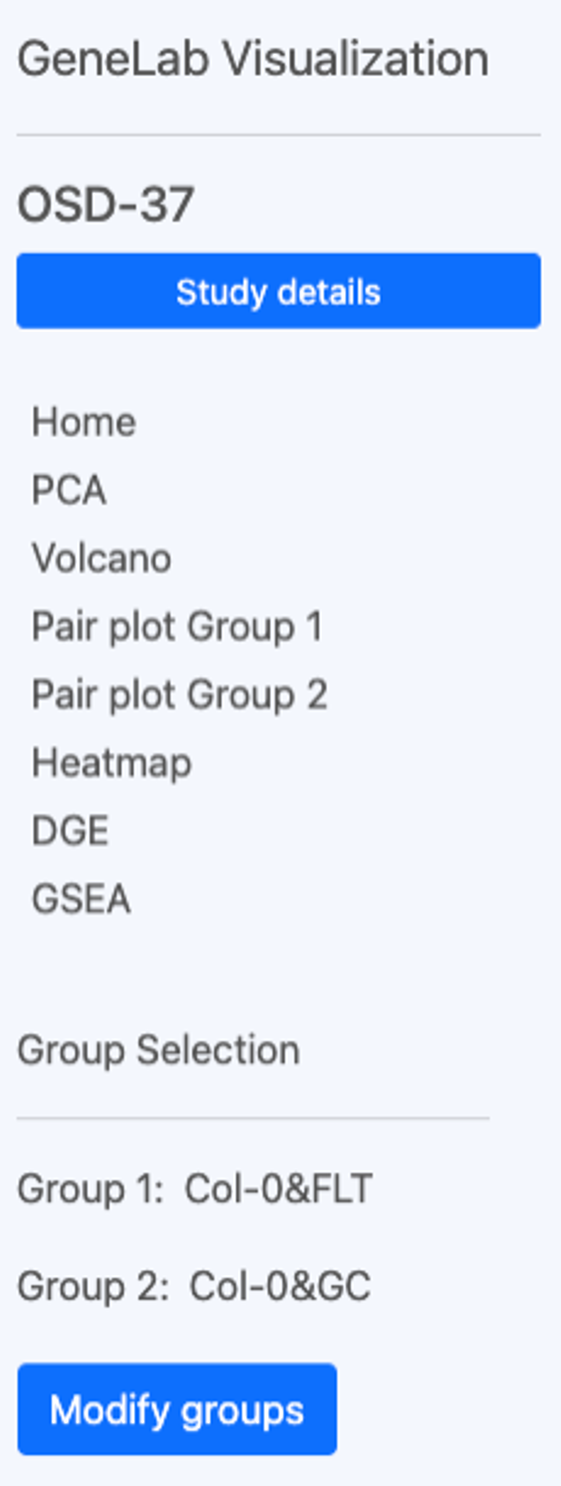 GeneLab Visualization
OSD-37
Study details
Home
PCA
Volcano
Pair plot Group 1
Pair plot Group 2
Heatmap
DGE
GSEA
Group Selection
Group 1: Col-0&FLT
Group 2: Col-0&GC
Modify groups